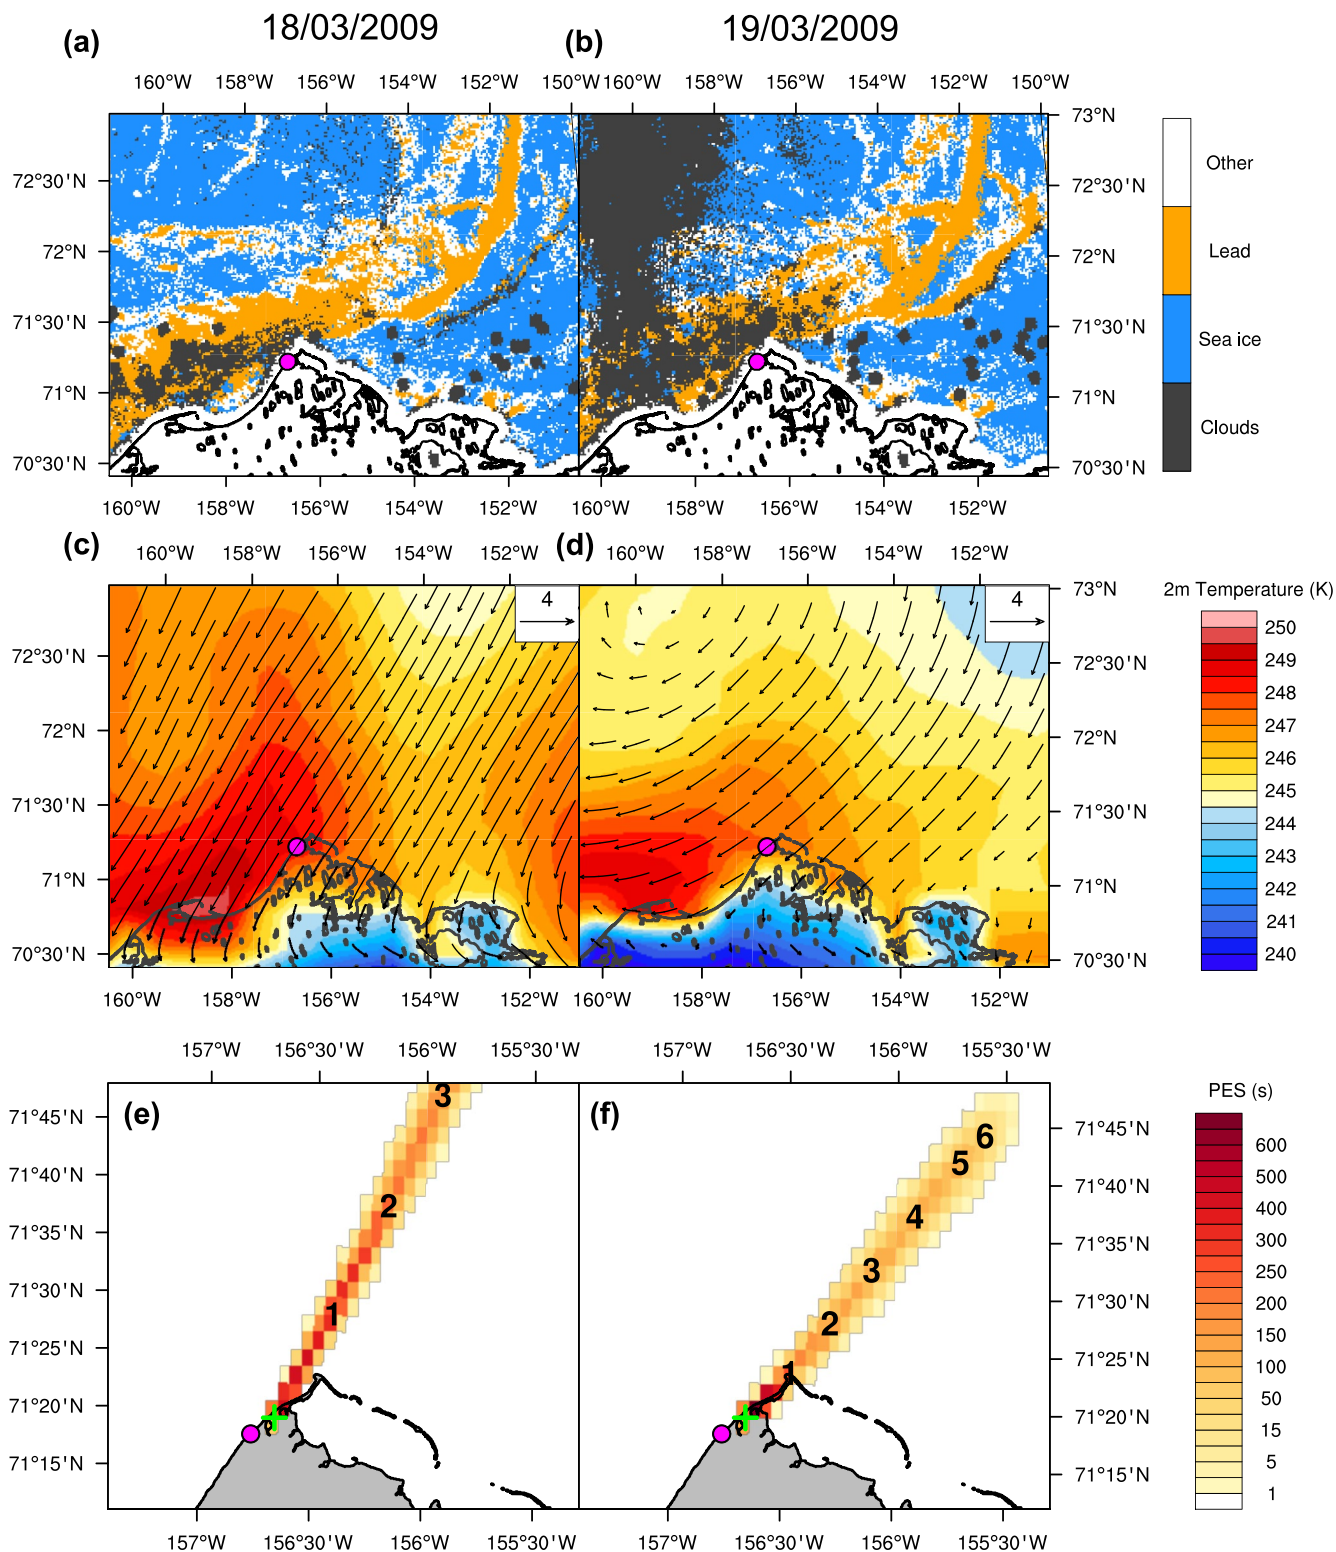 18/03/2009
19/03/2009
(a)
(b)
160°W 158°W 156°W 154°W 152°W 150°W 160°W 158°W 156°W 154°W 152°W 150°W
73°N
72°30'N
72°30'N
72°N
72°N
71°30'N
71°30'N
71°N
71°N
70°30'N
70°30'N
160°W 158°W 156°W 154°W 152°W 160°W 158°W 156°W 154°W 152°W
Other
Lead
Sea ice
Clouds
(c)
(d)
160°W 158°W 156°W 154°W 152°W 160°W 158°W 156°W 154°W 152°W
4
4
73°N
72°30'N
72°30'N
72°N
72°N
71°30'N
71°30'N
71°N
71°N
70°30'N
70°30'N
160°W 158°W 156°W 154°W 152°W 160°W 158°W 156°W 154°W 152°W
2m Temperature (K)
250
249
248
247
246
245
244
243
242
241
240
157°W 156°30'W 156°W 155°30'W 157°W 156°30'W 156°W 155°30'W
(e)
(f)
71°45'N
71°40'N
71°35'N
71°30'N
71°25'N
71°20'N
71°15'N
3
2
1
6
5
4
3
2
1
71°45'N
71°40'N
71°35'N
71°30'N
71°25'N
71°20'N
71°15'N
157°W 156°30'W 156°W 155°30'W 157°W 156°30'W 156°W 155°30'W
PES (s)
600
500
400
300
250
200
150
100
50
15
5
1